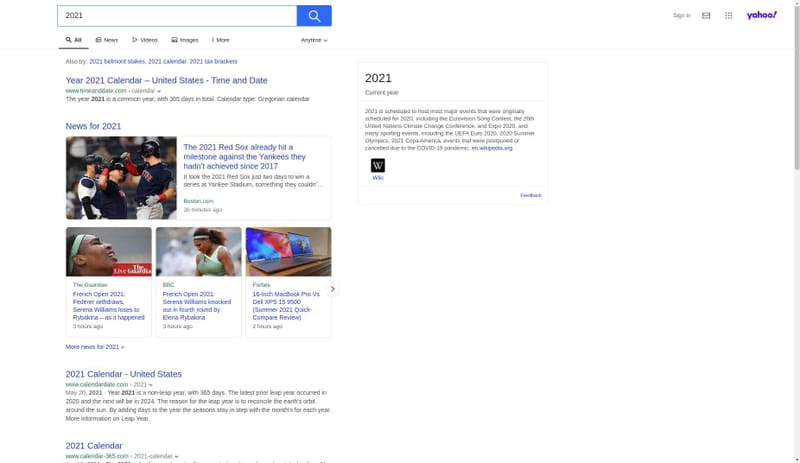 2021
Sign In
yahoo!
All
News
Videos
Images
More
Anytime
Also try: 2021 belmont stakes, 2021 calendar, 2021 tax brackets
Year 2021 Calendar – United States - Time and Date
www.timeanddate.com › calendar
The year 2021 is a common year, with 365 days in total. Calendar type: Gregorian calendar
News for 2021
The 2021 Red Sox already hit a
milestone against the Yankees they
hadn't achieved since 2017
It took the 2021 Red Sox just two days to win a
series at Yankee Stadium, something they couldn'...
Boston.com
36 minutes ago
The Guardian
French Open 2021:
Federer withdraws,
Serena Williams loses to
Rybakina – as it happened
3 hours ago
BBC
French Open 2021:
Serena Williams knocked
out in fourth round by
Elena Rybakina
3 hours ago
Forbes
16-Inch MacBook Pro Vs
Dell XPS 15 9500
(Summer 2021 Quick-
Compare Review)
2 hours ago
More news for 2021 »
2021 Calendar - United States
www.calendardate.com › 2021
May 20, 2021 · Year 2021 is a non-leap year, with 365 days. The latest prior leap year occurred in
2020 and the next will be in 2024. The reason for the leap year is to reconcile the earth's orbit
around the sun. By adding days to the year the seasons stay in step with the month's for each year.
More information on Leap Year.
2021 Calendar
www.calendar-365.com › 2021-calendar
2021
Current year
2021 is scheduled to host most major events that were originally
scheduled for 2020, including the Eurovision Song Contest, the 26th
United Nations Climate Change Conference, and Expo 2020, and
many sporting events, including the UEFA Euro 2020, 2020 Summer
Olympics, 2021 Copa América, events that were postponed or
cancelled due to the COVID-19 pandemic. en.wikipedia.org
W
Wiki
Feedback